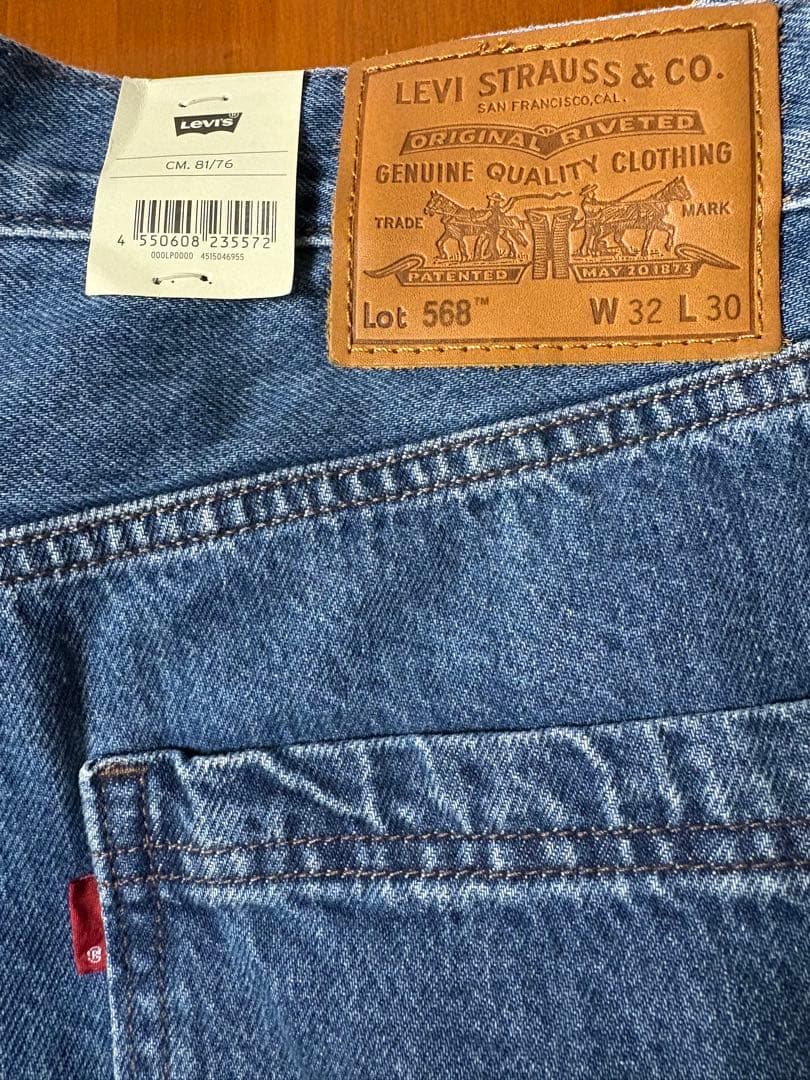 LEVI'S®
CM. 81/76
4 550608 235572
000LP0000 4515046955
LEVI STRAUSS & CO.
SAN FRANCISCO, CAL.
ORIGINAL RIVETED
GENUINE QUALITY CLOTHING
TRADE MARK
PATENTED MAY 20 1873
Lot 568™ W 32 L 30
®